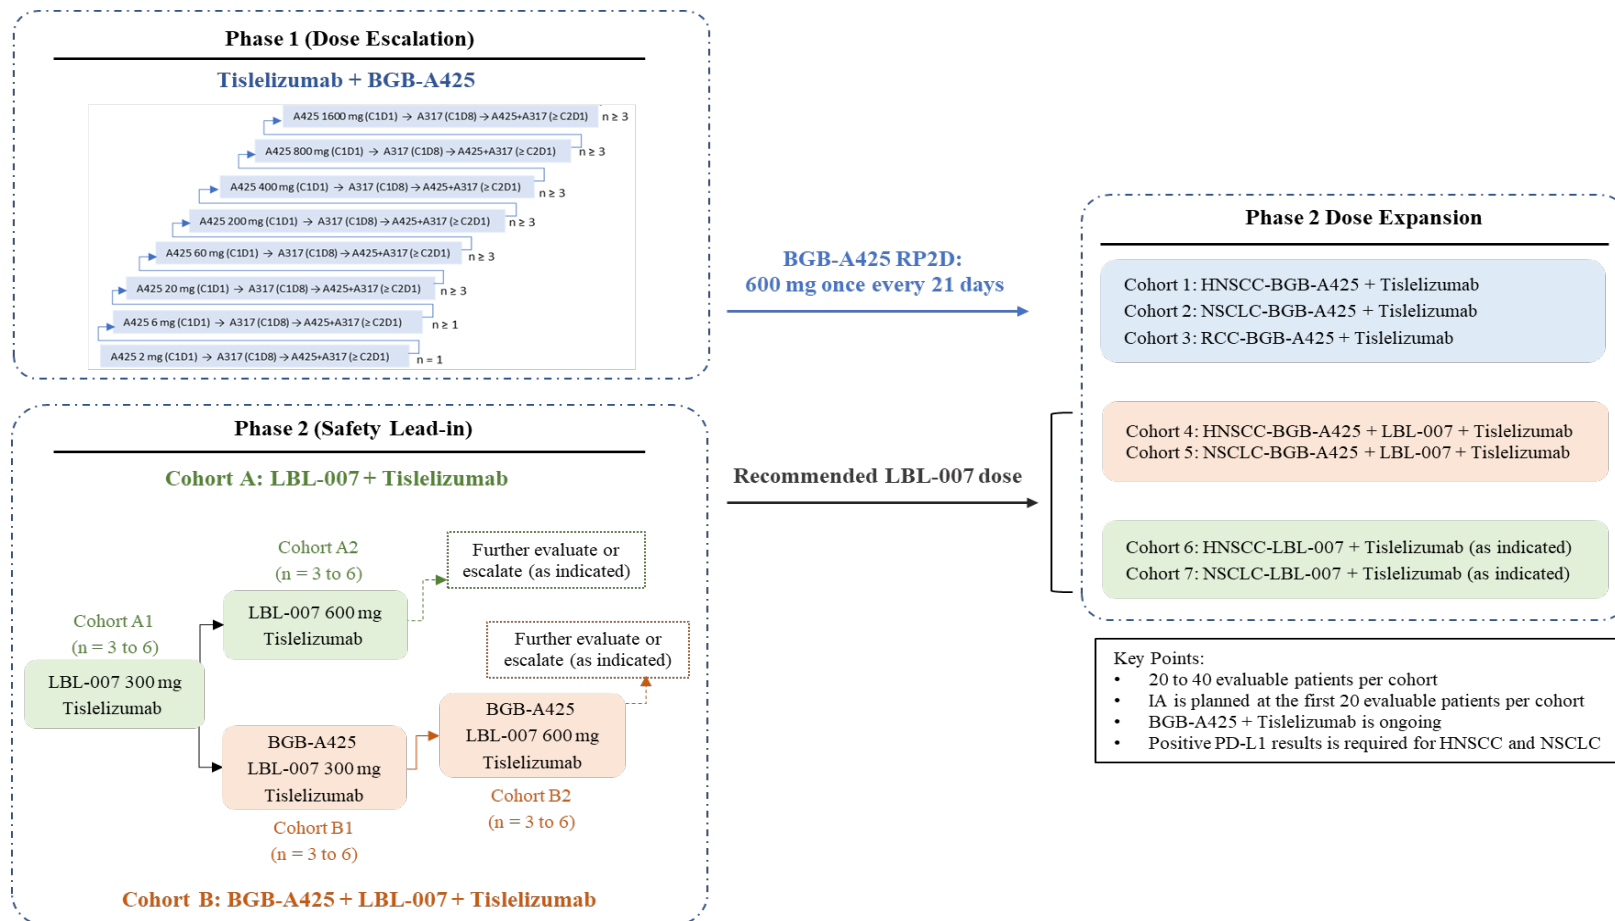 Phase 1 (Dose Escalation)
Tislelizumab + BGB-A425
A425 1600 mg (C1D1) → A317 (C1D8) → A425+A317 (≥ C2D1) n ≥ 3
A425 800 mg (C1D1) → A317 (C1D8) → A425+A317 (≥ C2D1) n ≥ 3
A425 400 mg (C1D1) → A317 (C1D8) → A425+A317 (≥ C2D1) n ≥ 3
A425 200 mg (C1D1) → A317 (C1D8) → A425+A317 (≥ C2D1) n ≥ 3
A425 60 mg (C1D1) → A317 (C1D8) → A425+A317 (≥ C2D1) n ≥ 3
A425 20 mg (C1D1) → A317 (C1D8) → A425+A317 (≥ C2D1) n ≥ 3
A425 6 mg (C1D1) → A317 (C1D8) → A425+A317 (≥ C2D1) n ≥ 1
A425 2 mg (C1D1) → A317 (C1D8) → A425+A317 (≥ C2D1) n = 1
BGB-A425 RP2D:
600 mg once every 21 days
Phase 2 (Safety Lead-in)
Cohort A: LBL-007 + Tislelizumab
Cohort A1
(n = 3 to 6)
LBL-007 300 mg
Tislelizumab
Cohort A2
(n = 3 to 6)
LBL-007 600 mg
Tislelizumab
Further evaluate or
escalate (as indicated)
BGB-A425
LBL-007 300 mg
Tislelizumab
Cohort B1
(n = 3 to 6)
BGB-A425
LBL-007 600 mg
Tislelizumab
Cohort B2
(n = 3 to 6)
Further evaluate or
escalate (as indicated)
Cohort B: BGB-A425 + LBL-007 + Tislelizumab
Recommended LBL-007 dose
Phase 2 Dose Expansion
Cohort 1: HNSCC-BGB-A425 + Tislelizumab
Cohort 2: NSCLC-BGB-A425 + Tislelizumab
Cohort 3: RCC-BGB-A425 + Tislelizumab
Cohort 4: HNSCC-BGB-A425 + LBL-007 + Tislelizumab
Cohort 5: NSCLC-BGB-A425 + LBL-007 + Tislelizumab
Cohort 6: HNSCC-LBL-007 + Tislelizumab (as indicated)
Cohort 7: NSCLC-LBL-007 + Tislelizumab (as indicated)
Key Points:
• 20 to 40 evaluable patients per cohort
• IA is planned at the first 20 evaluable patients per cohort
• BGB-A425 + Tislelizumab is ongoing
• Positive PD-L1 results is required for HNSCC and NSCLC